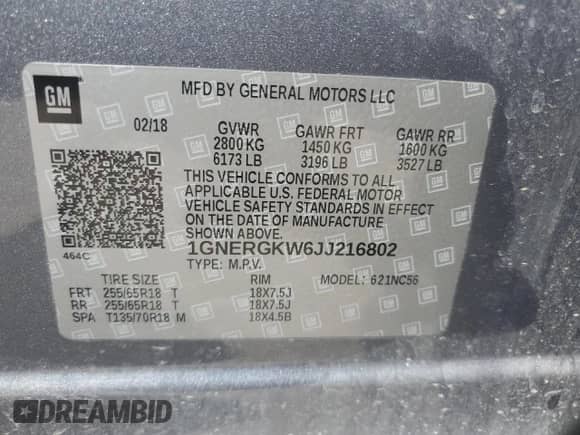 GM
MFD BY GENERAL MOTORS LLC
02/18 GVWR GAWR FRT GAWR RR
2800 KG 1450 KG 1600 KG
6173 LB 3196 LB 3527 LB
THIS VEHICLE CONFORMS TO ALL
APPLICABLE U.S. FEDERAL MOTOR
VEHICLE SAFETY STANDARDS IN EFFECT
ON THE DATE OF MANUFACTURE
SHOWN ABOVE.
464C
1GNERGKW6JJ216802
TYPE: M.P.V. MODEL: 621NC56
TIRE SIZE RIM
FRT 255/65R18 T 18X7.5J
RR 255/65R18 T 18X7.5J
SPA T135/70R18 M 18X4.5B
DREAMBID